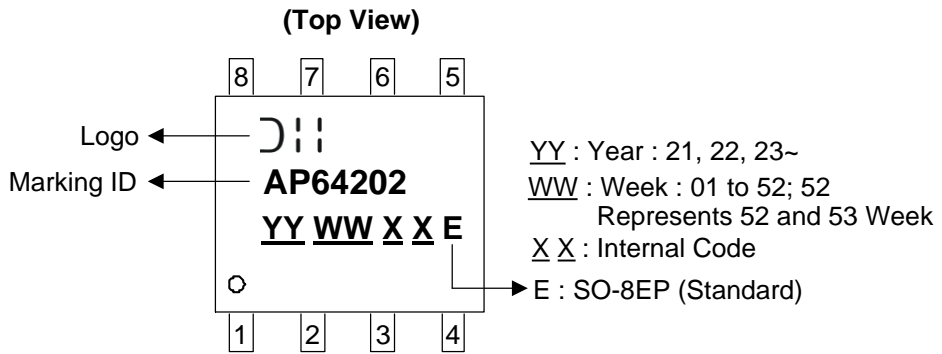 (Top View)
8 7 6 5
Logo
Marking ID
AP64202
YY WW X X E
1 2 3 4
YY : Year : 21, 22, 23~
WW : Week : 01 to 52; 52
Represents 52 and 53 Week
X X : Internal Code
E : SO-8EP (Standard)